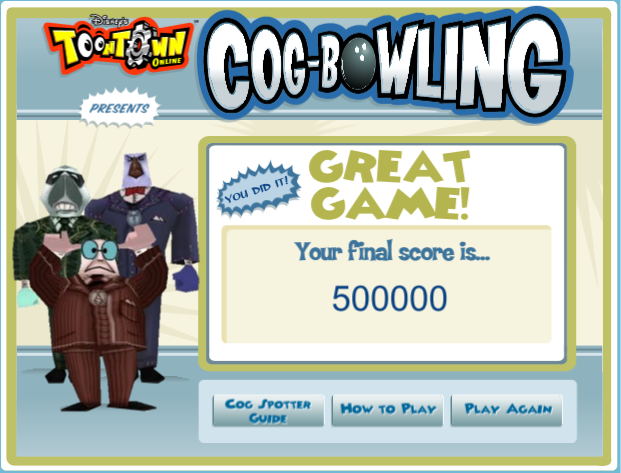 Disney's
TOONTOWN
ONLINE
COG-BOWLING
PRESENTS
YOU DID IT!
GREAT
GAME!
Your final score is...
500000
COG SPOTTER
GUIDE
HOW TO PLAY
PLAY AGAIN